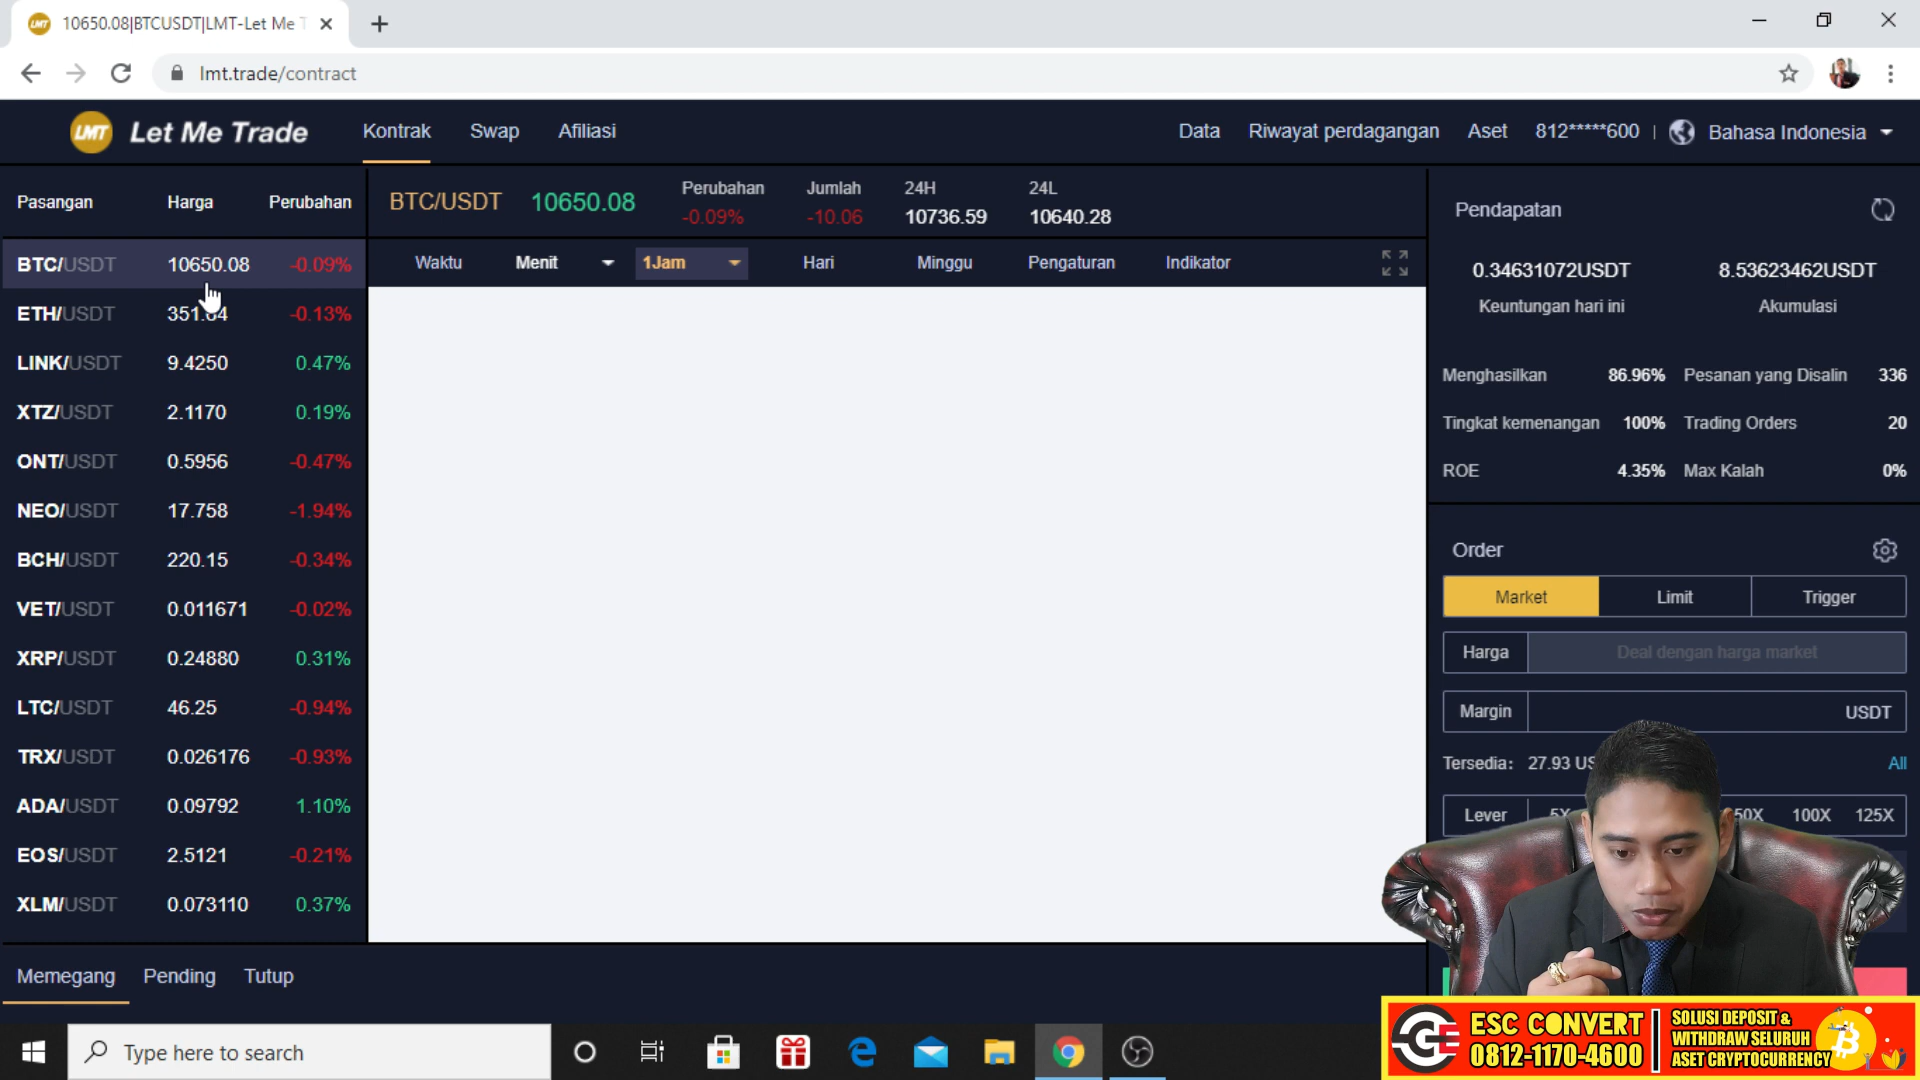 10650.08|BTCUSDT|LMT-Let Me T
lmt.trade/contract
LMT Let Me Trade
Kontrak Swap Afiliasi
Data Riwayat perdagangan Aset 812*****600 | Bahasa Indonesia
Pasangan Harga Perubahan
BTC/USDT 10650.08 -0.09%
ETH/USDT 351. 4 -0.13%
LINK/USDT 9.4250 0.47%
XTZ/USDT 2.1170 0.19%
ONT/USDT 0.5956 -0.47%
NEO/USDT 17.758 -1.94%
BCH/USDT 220.15 -0.34%
VET/USDT 0.011671 -0.02%
XRP/USDT 0.24880 0.31%
LTC/USDT 46.25 -0.94%
TRX/USDT 0.026176 -0.93%
ADA/USDT 0.09792 1.10%
EOS/USDT 2.5121 -0.21%
XLM/USDT 0.073110 0.37%
BTC/USDT 10650.08
Perubahan Jumlah 24H 24L
-0.09% -10.06 10736.59 10640.28
Waktu Menit 1Jam Hari Minggu Pengaturan Indikator
Pendapatan
0.34631072USDT 8.53623462USDT
Keuntungan hari ini Akumulasi
Menghasilkan 86.96% Pesanan yang Disalin 336
Tingkat kemenangan 100% Trading Orders 20
ROE 4.35% Max Kalah 0%
Order
Market Limit Trigger
Harga Deal dengan harga market
Margin USDT
Tersedia: 27.93 US All
Lever 5X 50X 100X 125X
Memegang Pending Tutup
Type here to search
ESC CONVERT
0812-1170-4600
SOLUSI DEPOSIT &
WITHDRAW SELURUH
ASET CRYPTOCURRENCY